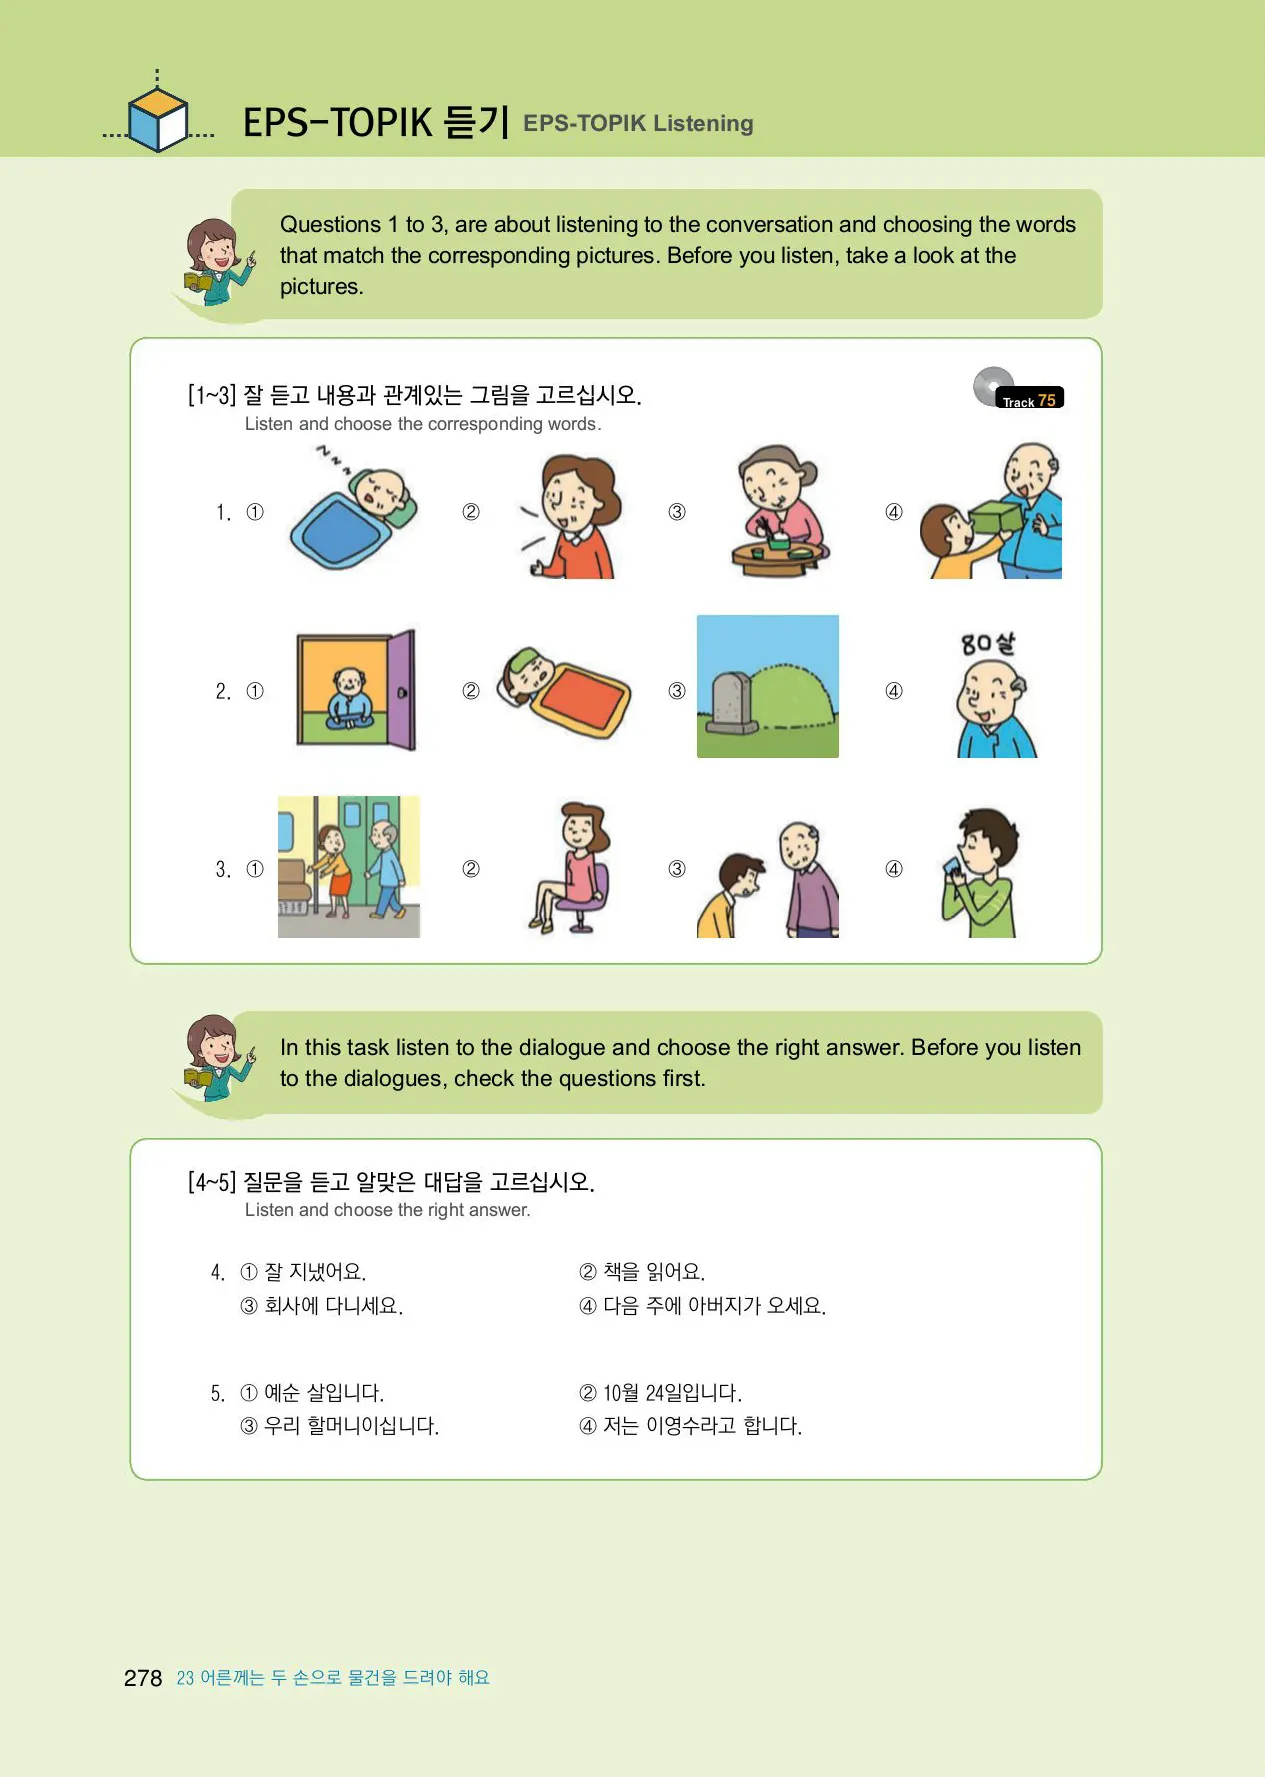 EPS-TOPIK 듣기 EPS-TOPIK Listening
Questions 1 to 3, are about listening to the conversation and choosing the words
that match the corresponding pictures. Before you listen, take a look at the
pictures.
[1~3] 잘 듣고 내용과 관계있는 그림을 고르십시오.
Track 75
Listen and choose the corresponding words.
z z z z
1. ① ② ③ ④
80살
2. ① ② ③ ④
3. ① ② ③ ④
In this task listen to the dialogue and choose the right answer. Before you listen
to the dialogues, check the questions first.
[4~5] 질문을 듣고 알맞은 대답을 고르십시오.
Listen and choose the right answer.
4. ① 잘 지냈어요. ② 책을 읽어요.
③ 회사에 다니세요. ④ 다음 주에 아버지가 오세요.
5. ① 예순 살입니다. ② 10월 24일입니다.
③ 우리 할머니이십니다. ④ 저는 이영수라고 합니다.
278 23 어른께는 두 손으로 물건을 드려야 해요